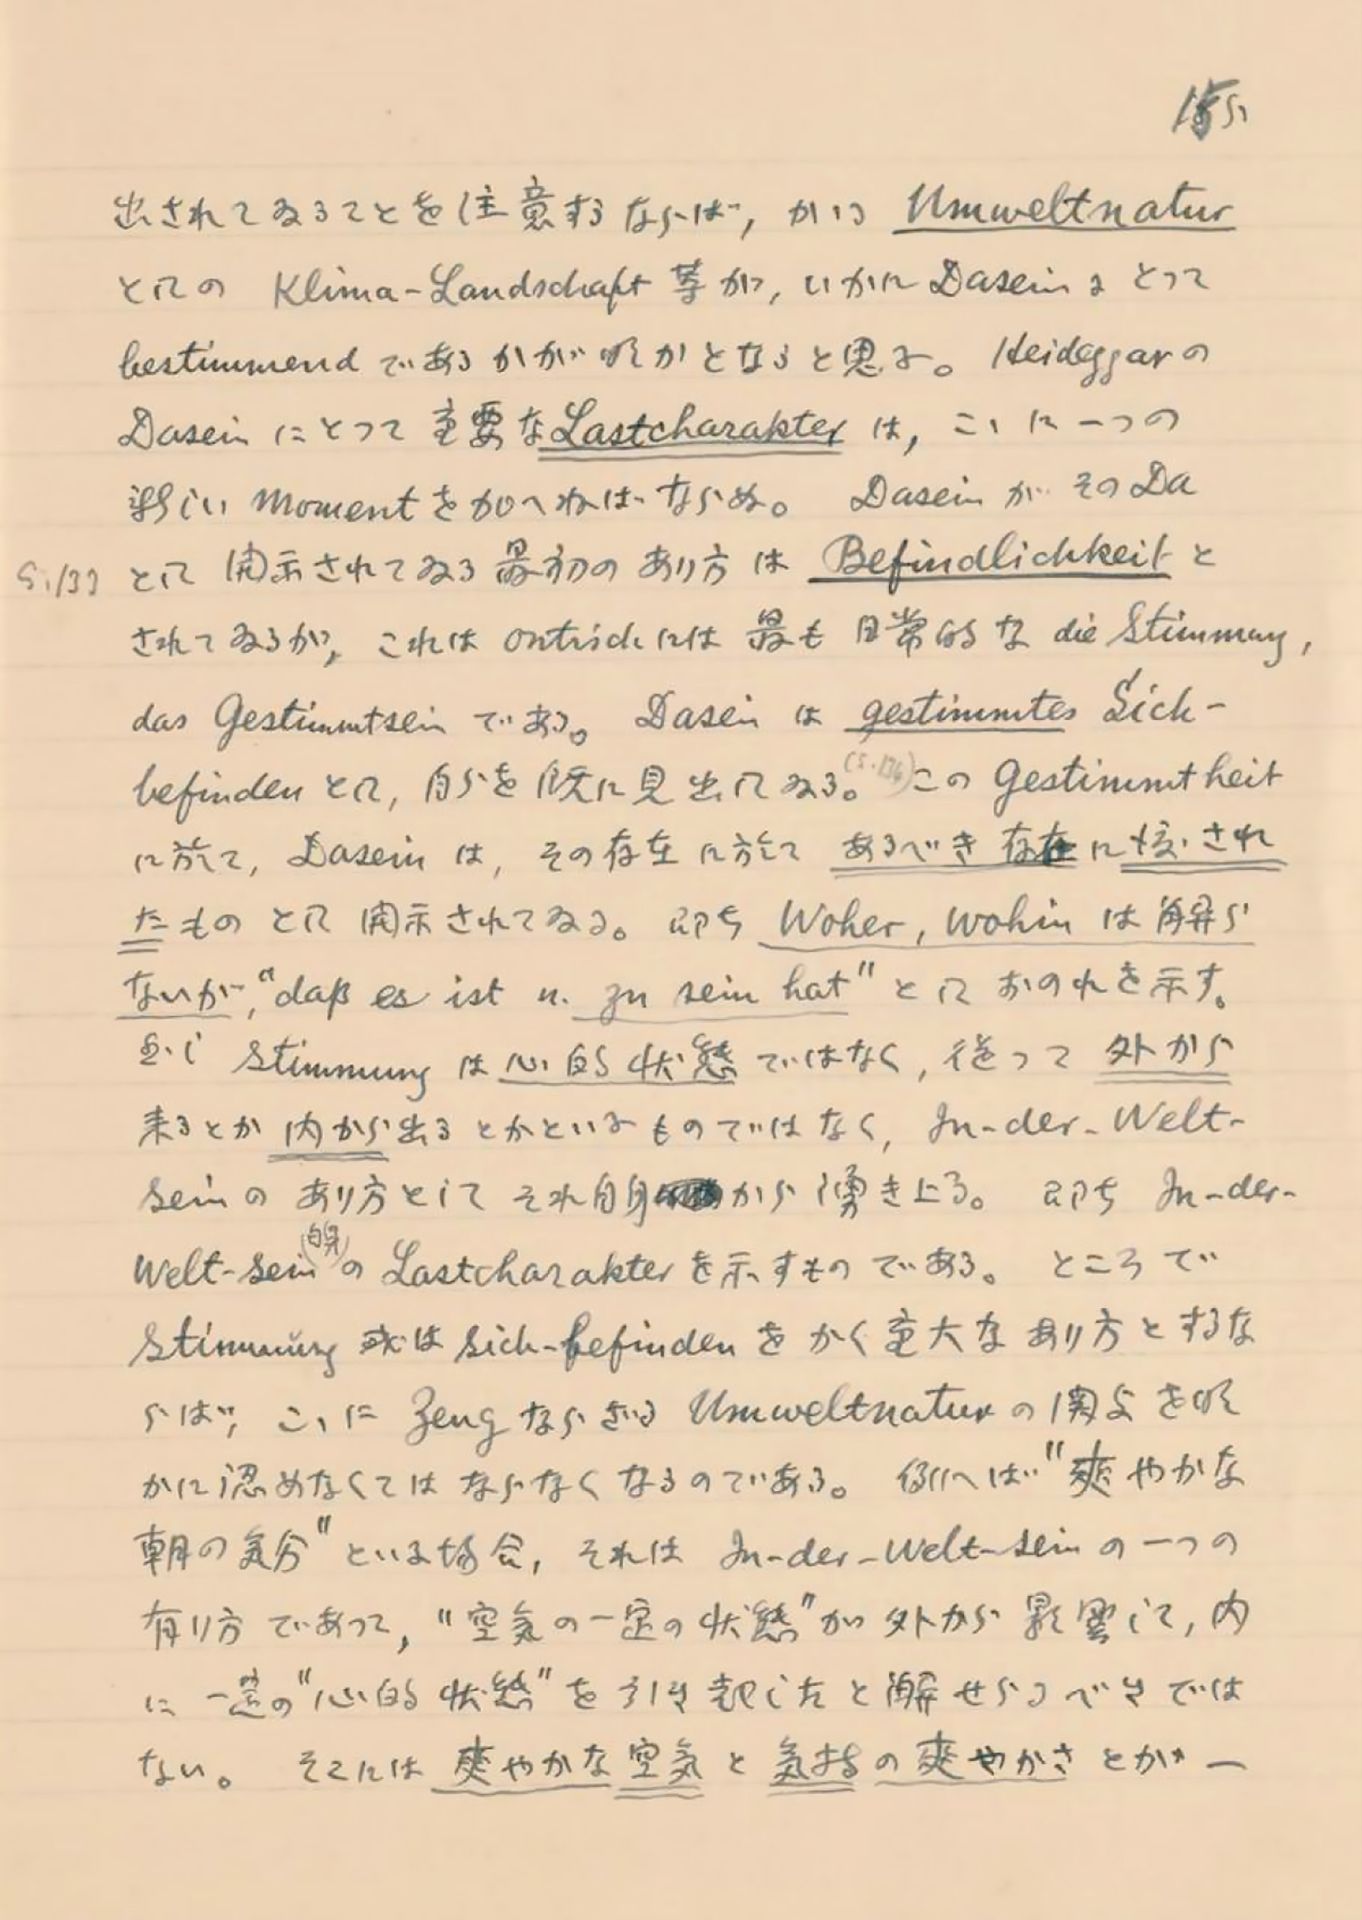 出されてゐることを注意するならば、かゝる Umweltnatur
としての Klima-Landschaft 等が、いかに Dasein にとって
bestimmend であるかが明かとなると思ふ。Heideggar の
Dasein にとって重要な Lastcharakter は、こゝに一つの
新しい Moment を加へねばならぬ。 Dasein がその Da
S.133 として開示されてゐる最初のあり方は Befindlichkeit と
されてゐるが、これは ontisch には最も日常的な die Stimmung,
das Gestimmtsein である。 Dasein は gestimmtes Sich-
befinden として、自分を既に見出してゐる。(S.136) この Gestimmtheit
に於て、Dasein は、その存在に於て あるべき存在に 渡され
たものとして開示されてゐる。即ち Woher, Wohin は解ら
ないが、"daß es ist u. zu sein hat" としておのれを示す。
Stimmung は心的状態ではなく、従って外から
来るとか内から出るとかといふものではなく、In-der-Welt-
sein のあり方としてそれ自身から湧き上る。 即ち In-der-
Welt-sein(自身)の Lastcharakter を示すものである。 ところで
Stimmung 或は Sich-befinden をかく重大なあり方とするな
らば、こゝに Zeug ならざる Umweltnatur の関与を明
かに認めなくてはならなくなるのである。 例へば "爽やかな
朝の気分" といふ場合、それは In-der-Welt-sein の一つの
有り方であって、"空気の一定の状態" が外から影響して、内
に一定の "心的状態" を引き起したと解せらるべきでは
ない。 そこには爽やかな空気と気持の爽やかさとが一